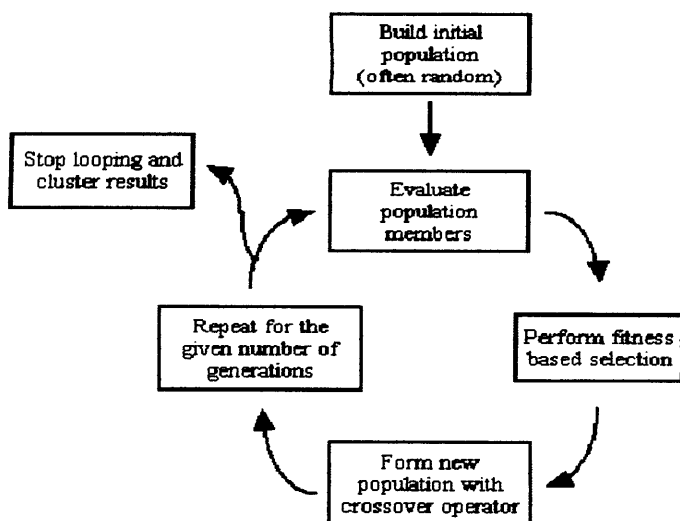 Build initial
population
(often random)
Stop looping and
cluster results
Evaluate
population
members
Repeat for the
given number of
generations
Perform fitness
based selection
Form new
population with
crossover operator